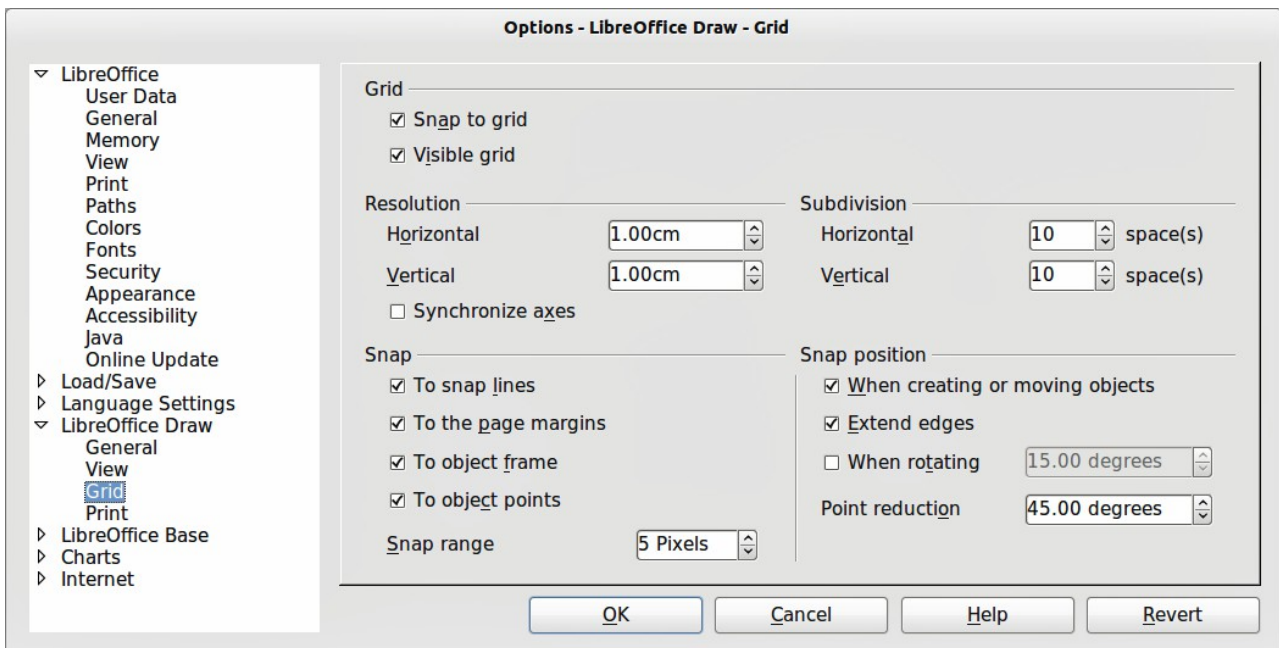 Options - LibreOffice Draw - Grid
LibreOffice
User Data
General
Memory
View
Print
Paths
Colors
Fonts
Security
Appearance
Accessibility
Java
Online Update
Load/Save
Language Settings
LibreOffice Draw
General
View
Grid
Print
LibreOffice Base
Charts
Internet
Grid
Snap to grid
Visible grid
Resolution
Horizontal 1.00cm
Vertical 1.00cm
Synchronize axes
Subdivision
Horizontal 10 space(s)
Vertical 10 space(s)
Snap
To snap lines
To the page margins
To object frame
To object points
Snap range 5 Pixels
Snap position
When creating or moving objects
Extend edges
When rotating 15.00 degrees
Point reduction 45.00 degrees
OK Cancel Help Revert